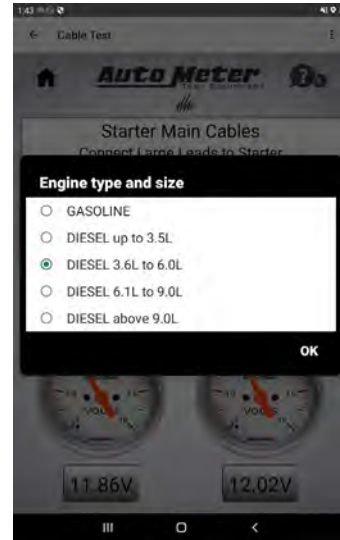 1:43
Cable Test
Auto Meter
Starter Main Cables
Connect Large Leads to Starter
Engine type and size
GASOLINE
DIESEL up to 3.5L
DIESEL 3.6L to 6.0L
DIESEL 6.1L to 9.0L
DIESEL above 9.0L
OK
VOLTS VOLTS
11.86V 12.02V